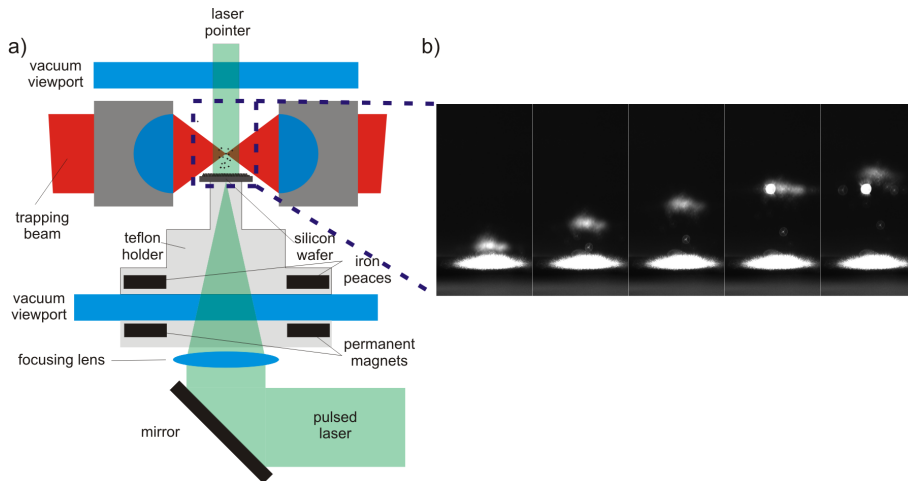 a)
laser
pointer
b)
vacuum
viewport
trapping
beam
teflon
holder
silicon
wafer
iron
peaces
vacuum
viewport
permanent
magnets
focusing lens
pulsed
laser
mirror